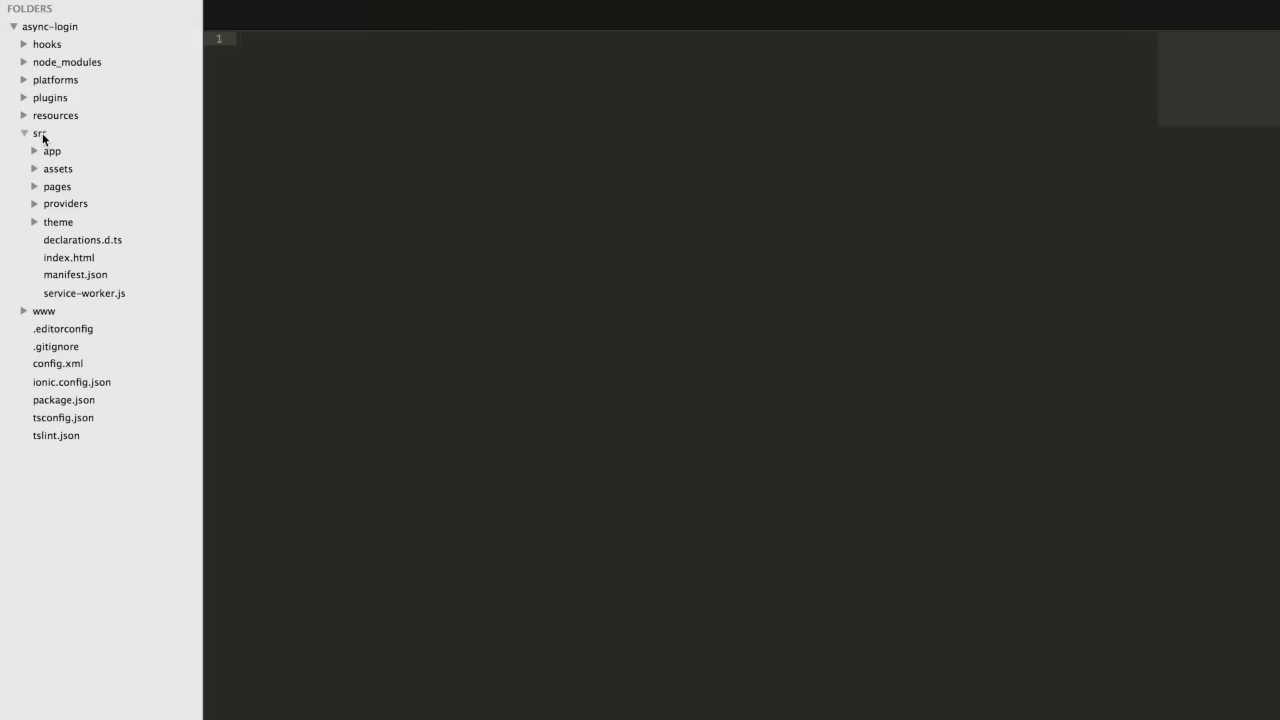 FOLDERS
async-login
hooks
node_modules
platforms
plugins
resources
src
app
assets
pages
providers
theme
declarations.d.ts
index.html
manifest.json
service-worker.js
www
.editorconfig
.gitignore
config.xml
ionic.config.json
package.json
tsconfig.json
tslint.json
1